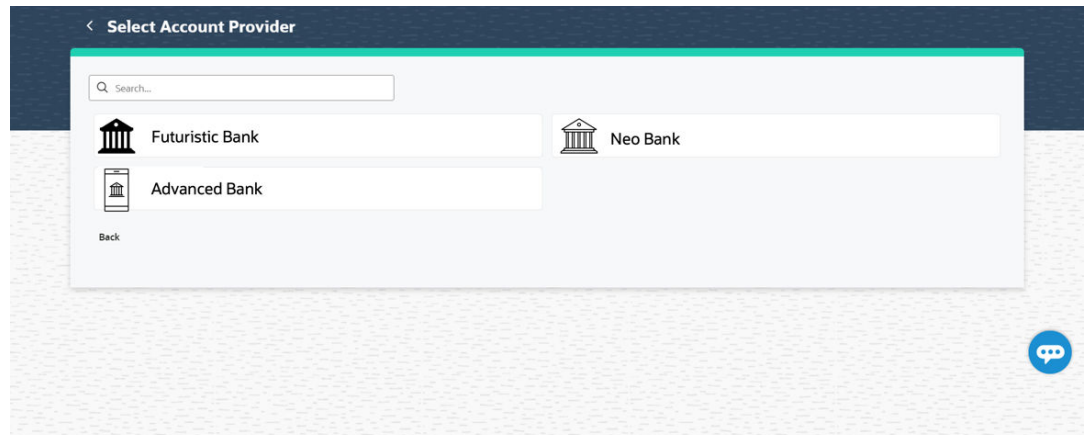 Select Account Provider
Search...
Futuristic Bank
Neo Bank
Advanced Bank
Back